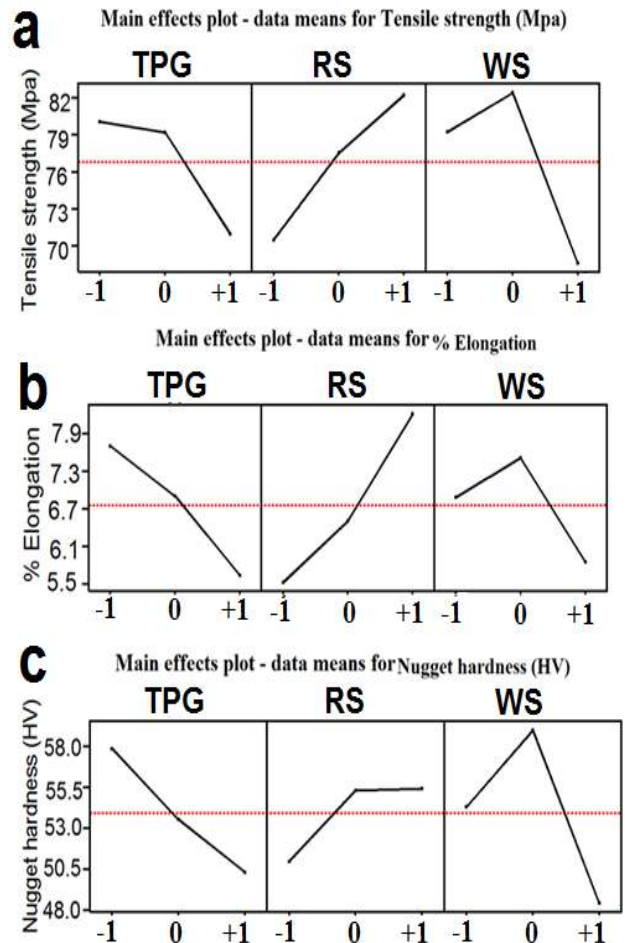 a
Main effects plot - data means for Tensile strength (Mpa)
TPG RS WS
Tensile strength (Mpa)
82
79
76
73
70
-1 0 +1 -1 0 +1 -1 0 +1
Main effects plot - data means for % Elongation
b
TPG RS WS
% Elongation
7.9
7.3
6.7
6.1
5.5
-1 0 +1 -1 0 +1 -1 0 +1
c
Main effects plot - data means for Nugget hardness (HV)
TPG RS WS
Nugget hardness (HV)
58.0
55.5
53.0
50.5
48.0
-1 0 +1 -1 0 +1 -1 0 +1